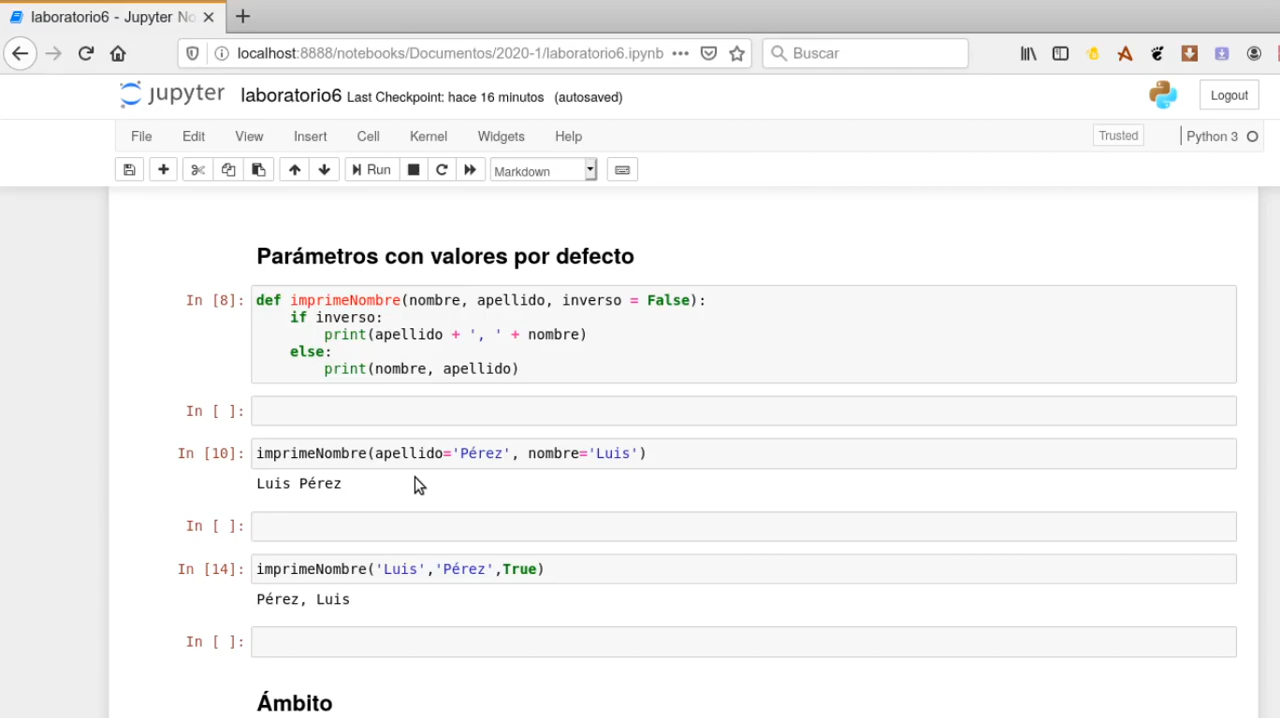 laboratorio6 - Jupyter No
localhost:8888/notebooks/Documentos/2020-1/laboratorio6.ipynb
Buscar
jupyter laboratorio6 Last Checkpoint: hace 16 minutos (autosaved)
Logout
File Edit View Insert Cell Kernel Widgets Help
Trusted
Python 3
Run
Markdown
Parámetros con valores por defecto
In [8]: def imprimeNombre(nombre, apellido, inverso = False):
if inverso:
print(apellido + ', ' + nombre)
else:
print(nombre, apellido)
In [ ]:
In [10]: imprimeNombre(apellido='Pérez', nombre='Luis')
Luis Pérez
In [ ]:
In [14]: imprimeNombre('Luis','Pérez',True)
Pérez, Luis
In [ ]:
Ámbito